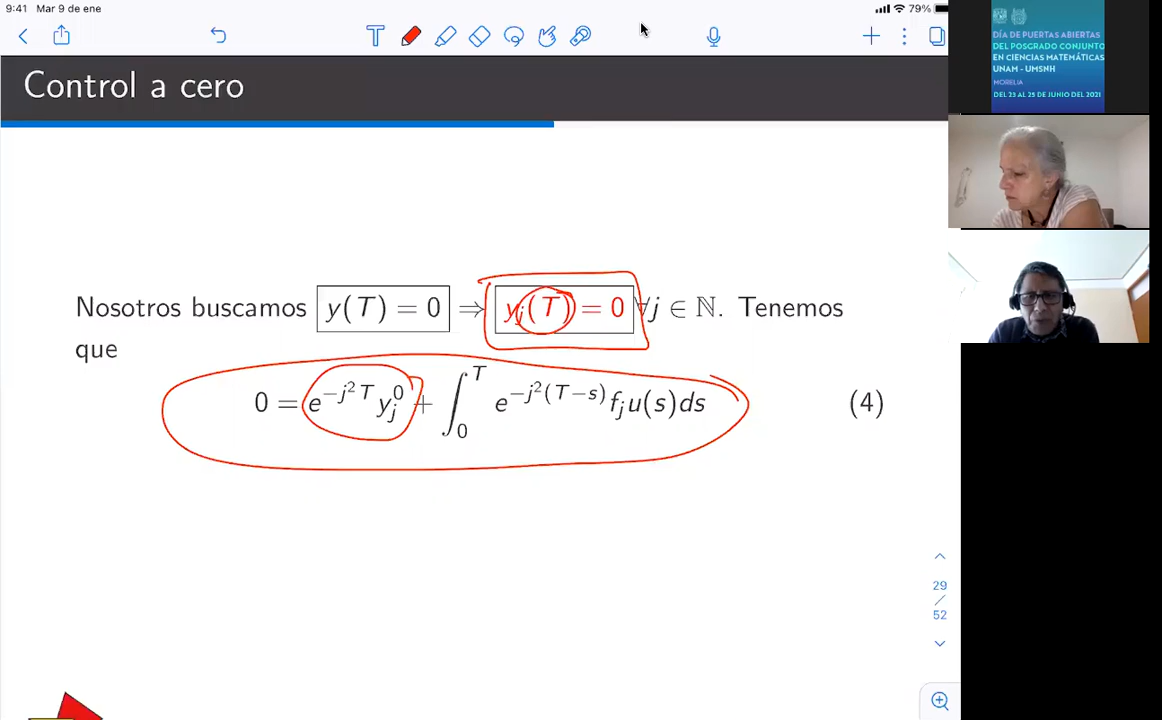 9:41 Mar 9 de ene
79%
Control a cero
Nosotros buscamos y(T) = 0 ⇒ y_j(T) = 0 ∀j ∈ ℕ. Tenemos
que
0 = e^{-j^2 T} y_j^0 + ∫_0^T e^{-j^2(T-s)} f_j u(s)ds (4)
29
/
52
DÍA DE PUERTAS ABIERTAS
DEL POSGRADO CONJUNTO
EN CIENCIAS MATEMÁTICAS
UNAM - UMSNH
MORELIA
DEL 23 AL 25 DE JUNIO DEL 2021